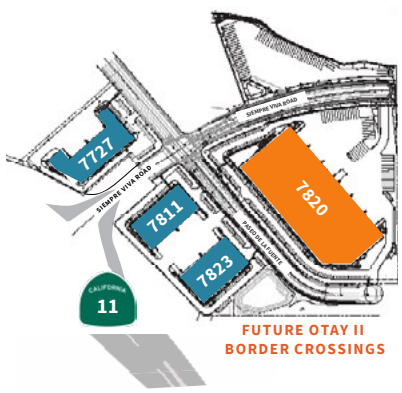 SIEMPRE VIVA ROAD
7727
SIEMPRE VIVA ROAD
7820
7811
PASEO DE LA FUENTE
7823
CALIFORNIA
11
FUTURE OTAY II
BORDER CROSSINGS